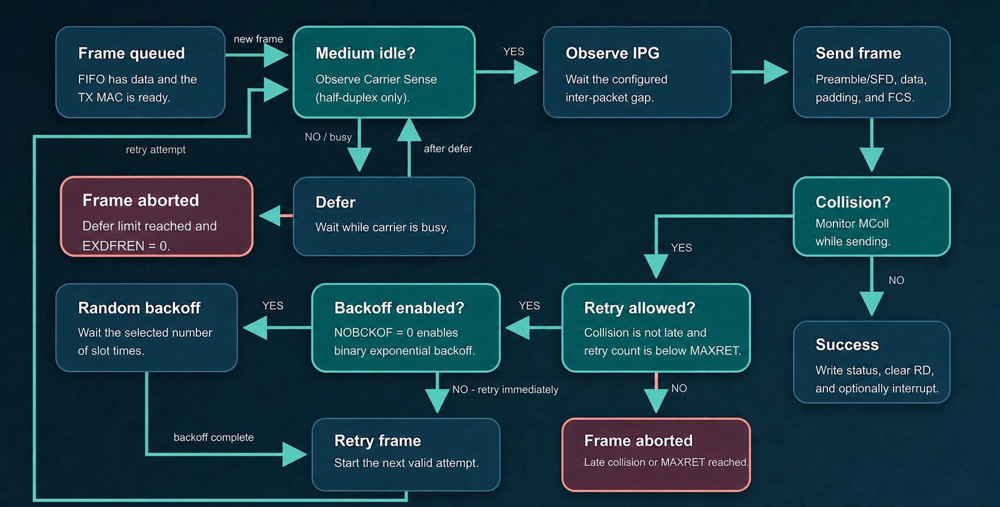 new frame
Frame queued
FIFO has data and the
TX MAC is ready.
Medium idle?
Observe Carrier Sense
(half-duplex only).
YES
Observe IPG
Wait the configured
inter-packet gap.
Send frame
Preamble/SFD, data,
padding, and FCS.
NO / busy
after defer
retry attempt
Frame aborted
Defer limit reached and
EXDFREN = 0.
Defer
Wait while carrier is busy.
Collision?
Monitor MColl
while sending.
YES
NO
Random backoff
Wait the selected number
of slot times.
YES
Backoff enabled?
NOBCKOF = 0 enables
binary exponential backoff.
YES
Retry allowed?
Collision is not late and
retry count is below MAXRET.
Success
Write status, clear RD,
and optionally interrupt.
NO - retry immediately
NO
backoff complete
Retry frame
Start the next valid attempt.
Frame aborted
Late collision or MAXRET reached.